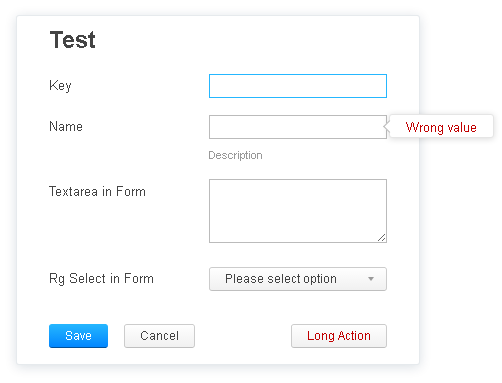 Test
Key
Name
Wrong value
Description
Textarea in Form
Rg Select in Form
Please select option
Save
Cancel
Long Action